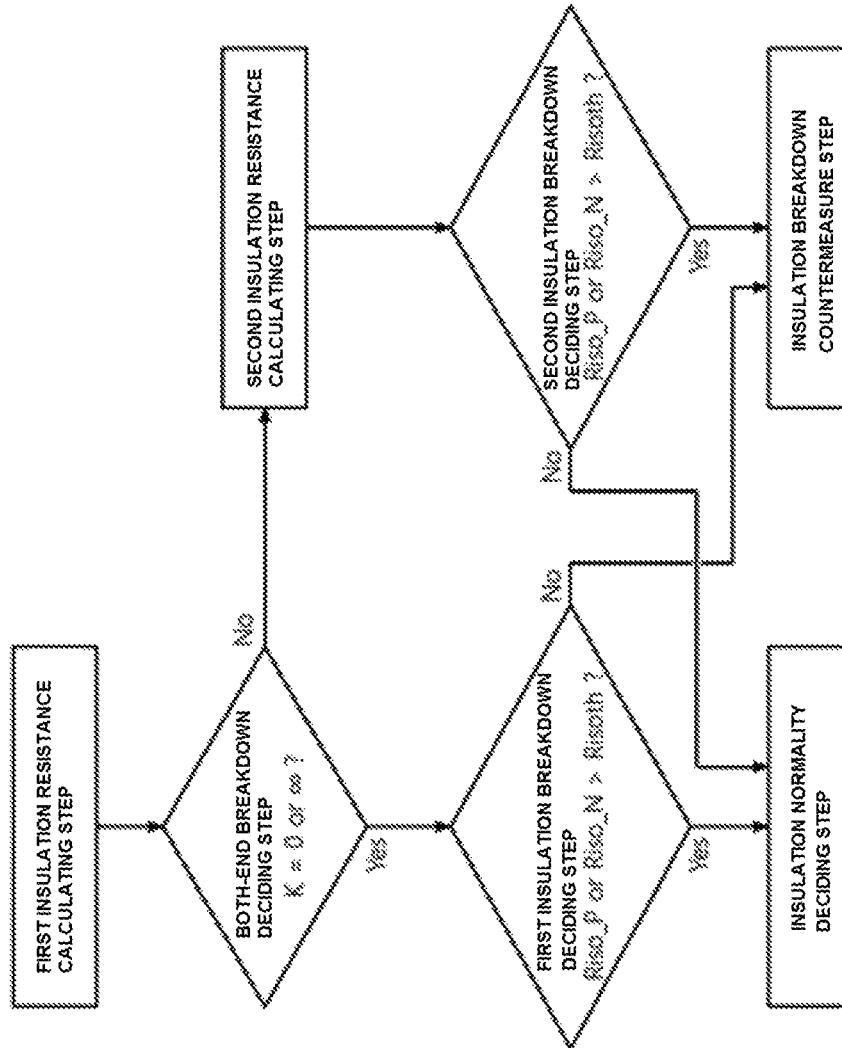 FIRST INSULATION RESISTANCE
CALCULATING STEP
BOTH-END BREAKDOWN
DECIDING STEP
K = 0 or ∞ ?
No
Yes
SECOND INSULATION RESISTANCE
CALCULATING STEP
FIRST INSULATION BREAKDOWN
DECIDING STEP
Riso_P or Riso_N > Risoth ?
No
Yes
SECOND INSULATION BREAKDOWN
DECIDING STEP
Riso_P or Riso_N > Risoth ?
No
Yes
INSULATION NORMALITY
DECIDING STEP
INSULATION BREAKDOWN
COUNTERMEASURE STEP